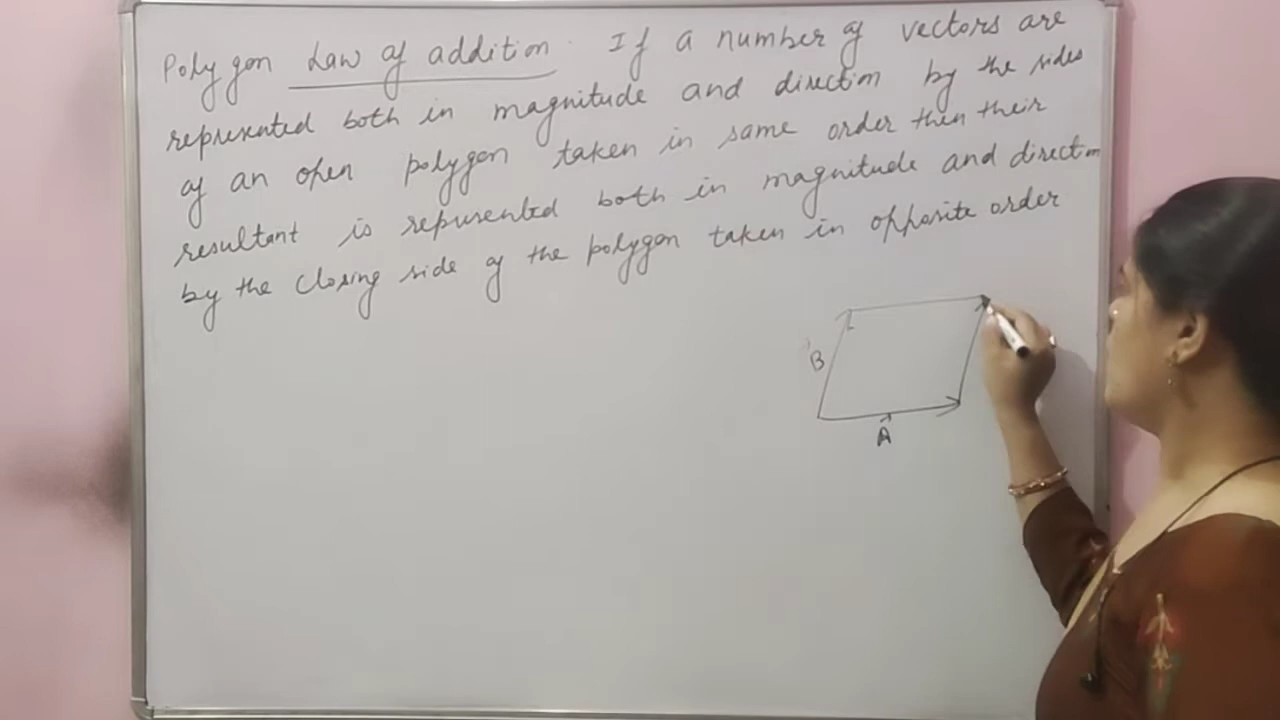 Polygon Law of addition. If a number of vectors are
represented both in magnitude and direction by the sides
of an open polygon taken in same order then their
resultant is represented both in magnitude and direction
by the closing side of the polygon taken in opposite order
B
A